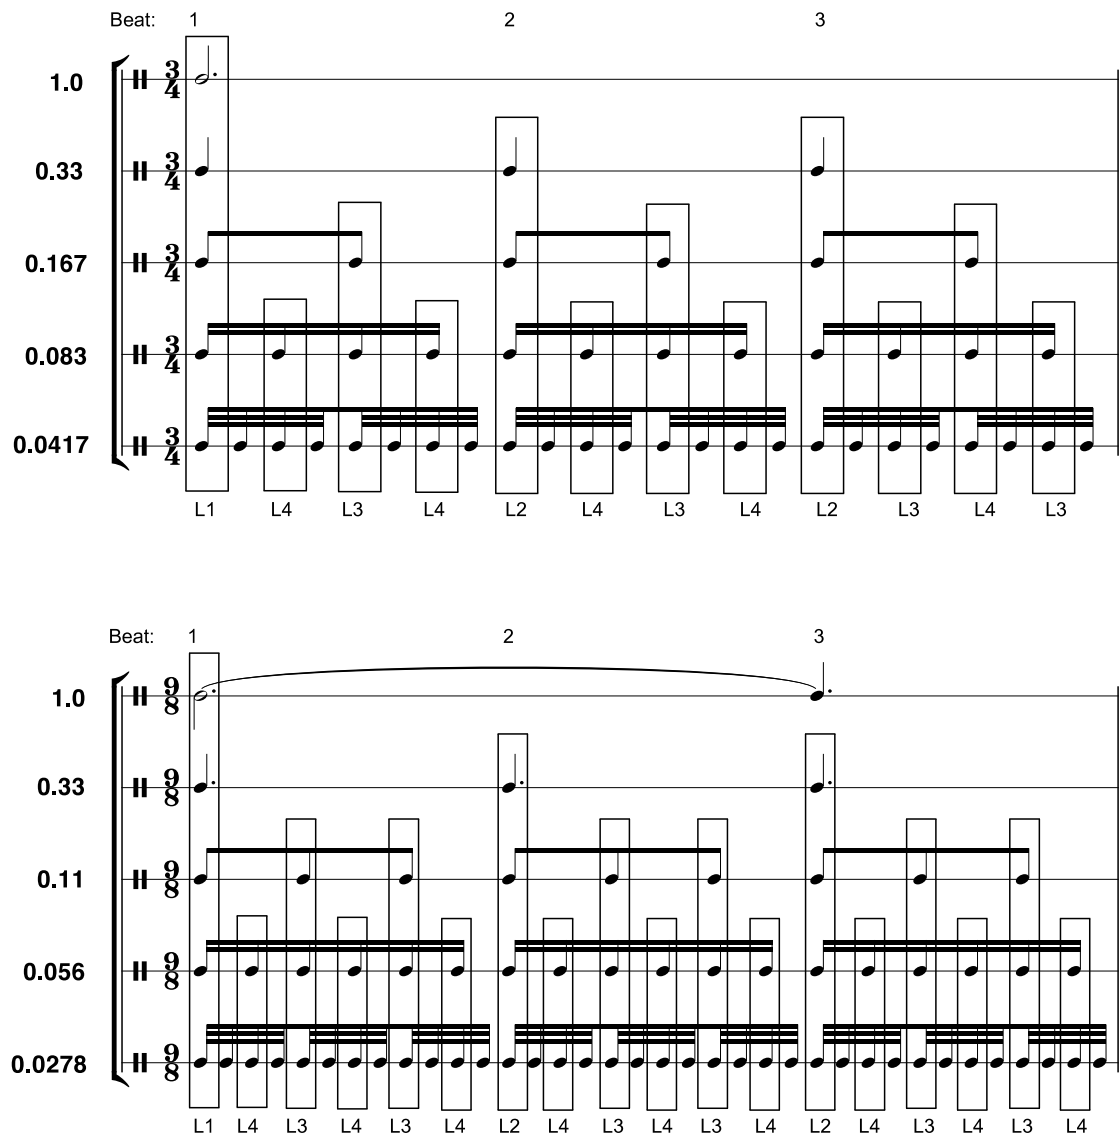 Beat: 1 2 3
1.0 3 4
0.33 3 4
0.167 3 4
0.083 3 4
0.0417 3 4
L1 L4 L3 L4 L2 L4 L3 L4 L2 L3 L4 L3
Beat: 1 2 3
1.0 9 8
0.33 9 8
0.11 9 8
0.056 9 8
0.0278 9 8
L1 L4 L3 L4 L3 L4 L2 L4 L3 L4 L3 L4 L2 L4 L3 L4 L3 L4